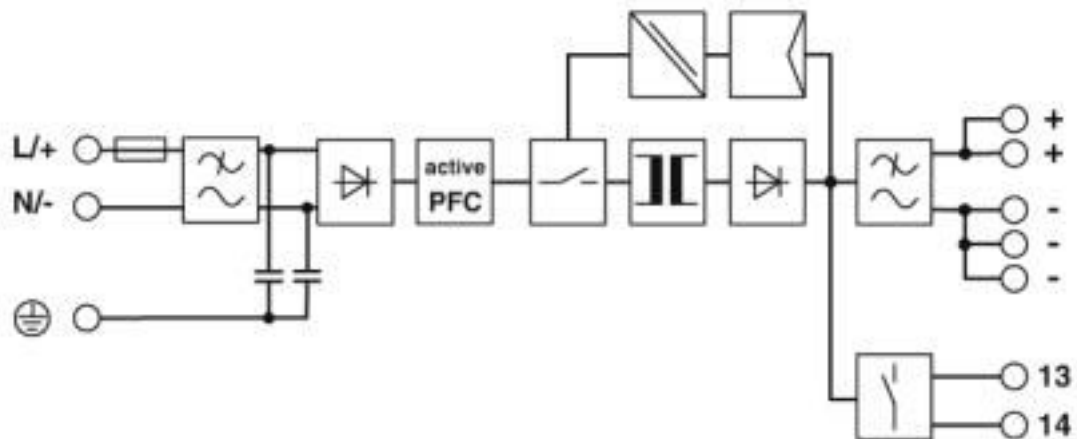 L/+
N/-
active
PFC
+
+
-
-
-
13
14